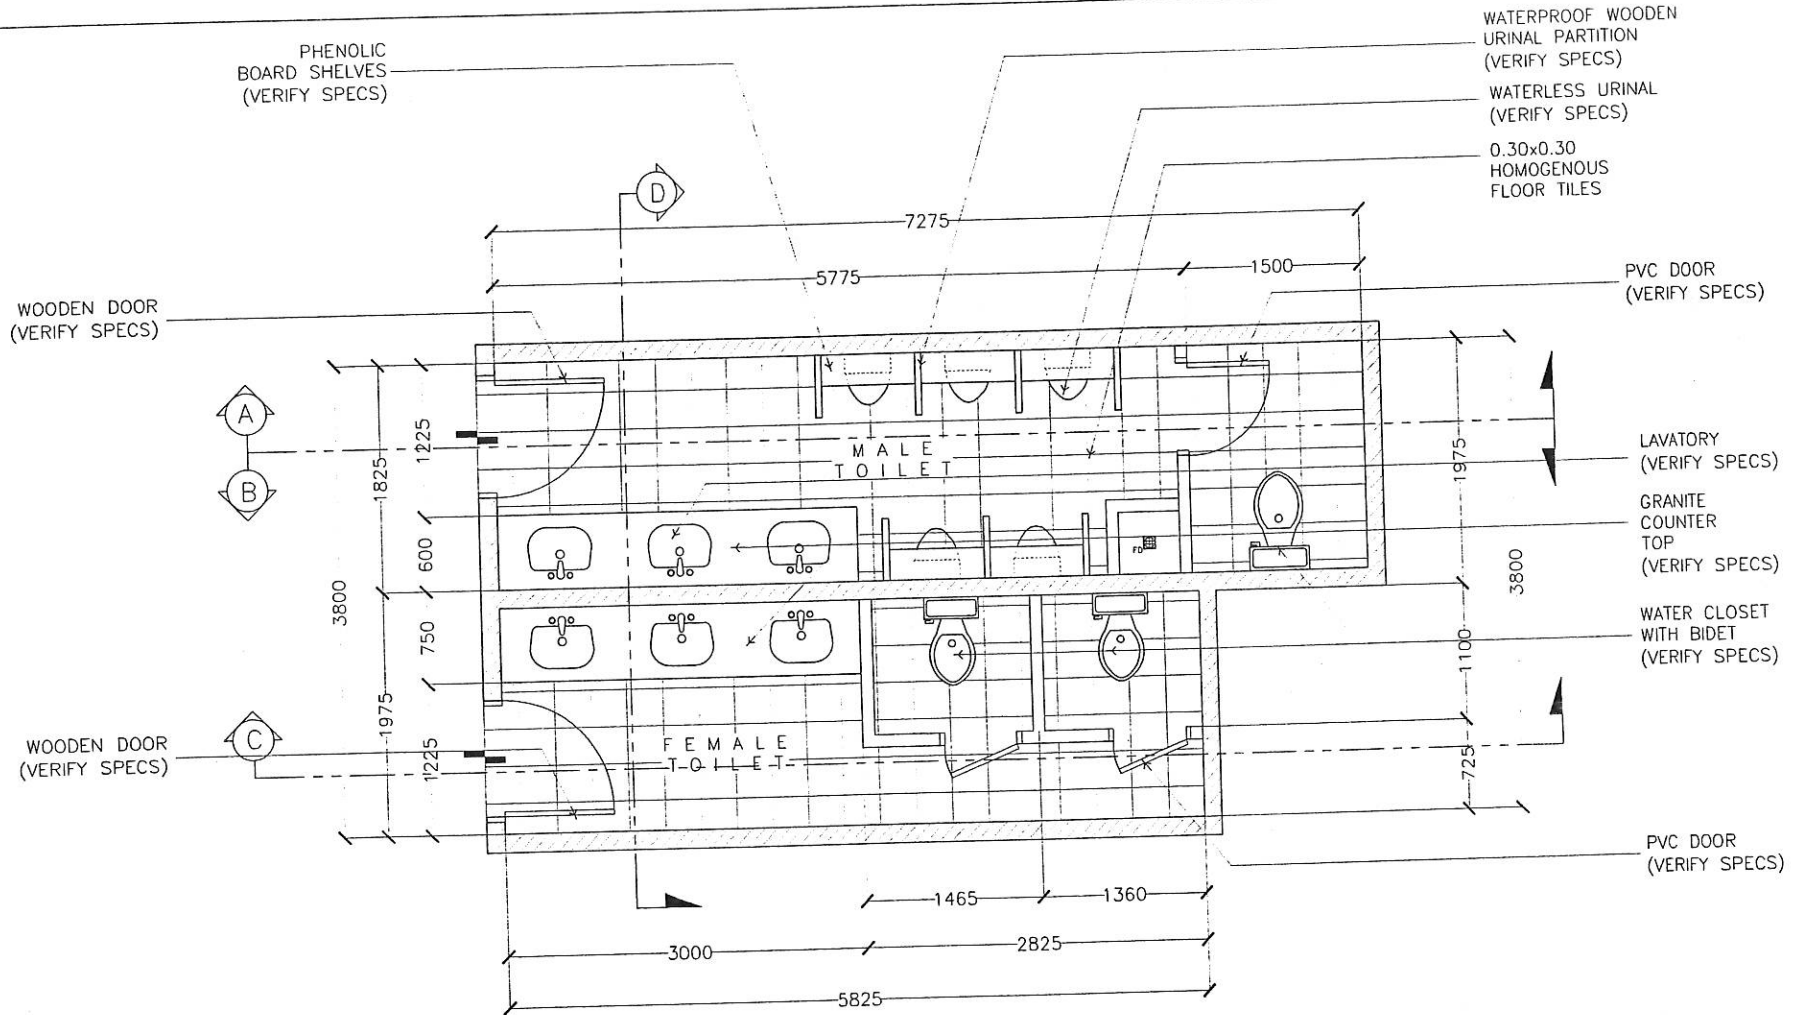 PHENOLIC
BOARD SHELVES
(VERIFY SPECS)
WATERPROOF WOODEN
URINAL PARTITION
(VERIFY SPECS)
WATERLESS URINAL
(VERIFY SPECS)
0.30x0.30
HOMOGENOUS
FLOOR TILES
D
7275
5775
1500
PVC DOOR
(VERIFY SPECS)
WOODEN DOOR
(VERIFY SPECS)
A
B
1825
1225
MALE
TOILET
1975
LAVATORY
(VERIFY SPECS)
GRANITE
COUNTER
TOP
(VERIFY SPECS)
600
FD
3800
3800
750
1100
WATER CLOSET
WITH BIDET
(VERIFY SPECS)
1975
C
WOODEN DOOR
(VERIFY SPECS)
1225
FEMALE
TOILET
725
PVC DOOR
(VERIFY SPECS)
1465
1360
3000
2825
5825